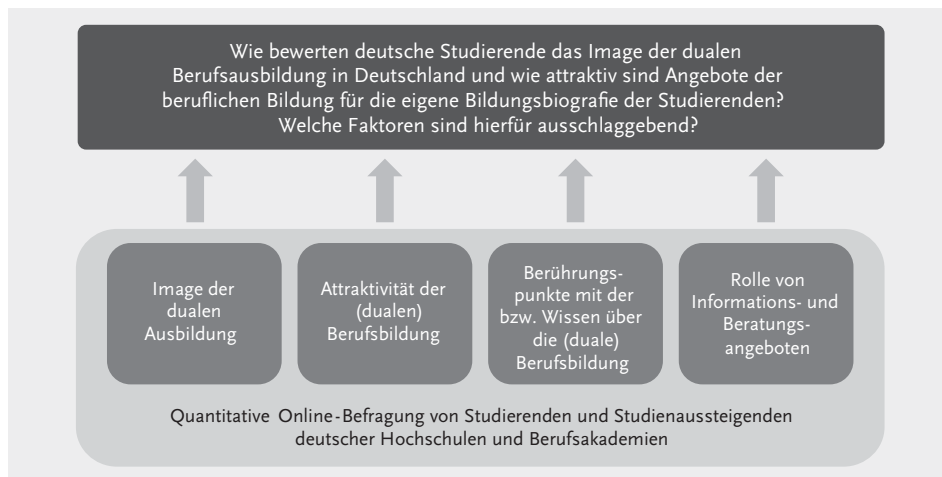 Wie bewerten deutsche Studierende das Image der dualen
Berufsausbildung in Deutschland und wie attraktiv sind Angebote der
beruflichen Bildung für die eigene Bildungsbiografie der Studierenden?
Welche Faktoren sind hierfür ausschlaggebend?
Image der
dualen
Ausbildung
Attraktivität der
(dualen)
Berufsbildung
Berührungs-
punkte mit der
bzw. Wissen über
die (duale)
Berufsbildung
Rolle von
Informations- und
Beratungs-
angeboten
Quantitative Online-Befragung von Studierenden und Studienaussteigenden
deutscher Hochschulen und Berufsakademien